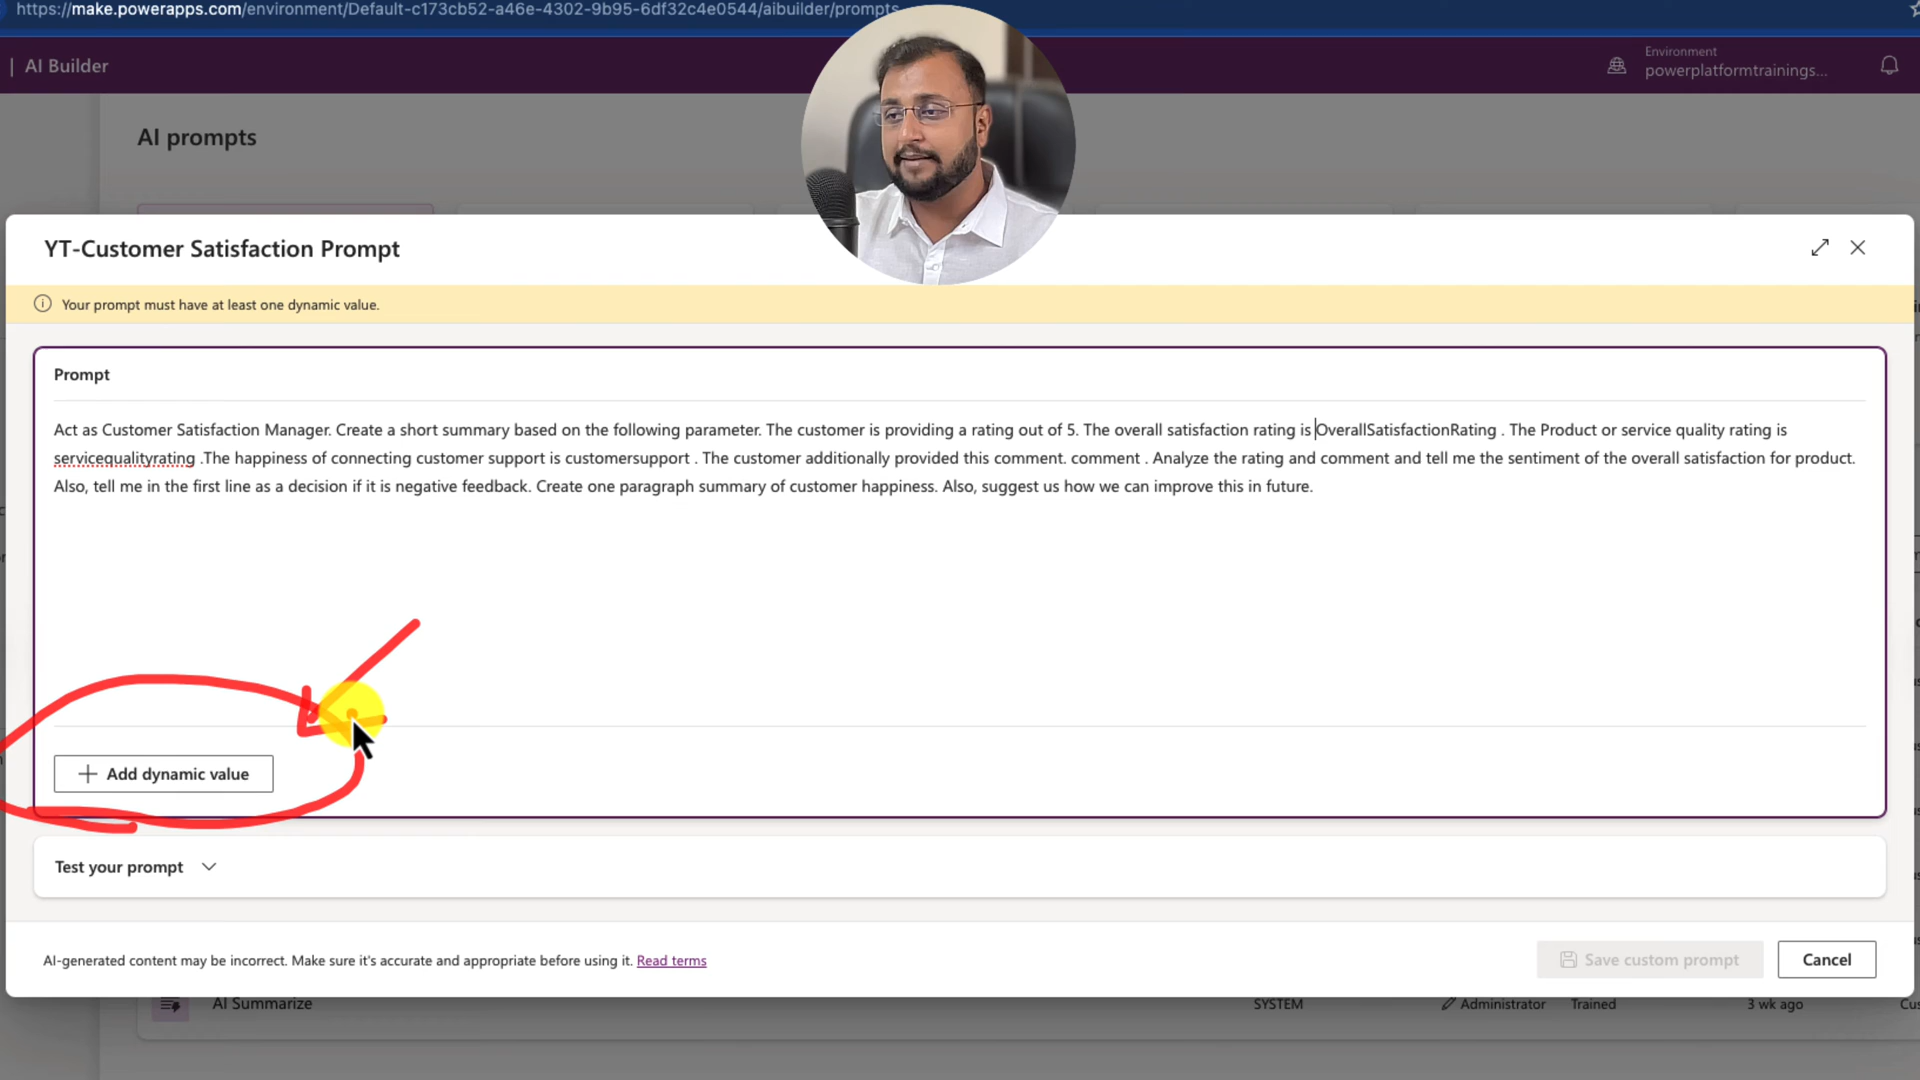 https://make.powerapps.com/environment/Default-c173cb52-a46e-4302-9b95-6df32c4e0544/aibuilder/prompts
| AI Builder
Environment
powerplatformtrainings...
AI prompts
YT-Customer Satisfaction Prompt
Your prompt must have at least one dynamic value.
Prompt
Act as Customer Satisfaction Manager. Create a short summary based on the following parameter. The customer is providing a rating out of 5. The overall satisfaction rating is OverallSatisfactionRating . The Product or service quality rating is
servicequalityrating .The happiness of connecting customer support is customersupport . The customer additionally provided this comment. comment . Analyze the rating and comment and tell me the sentiment of the overall satisfaction for product.
Also, tell me in the first line as a decision if it is negative feedback. Create one paragraph summary of customer happiness. Also, suggest us how we can improve this in future.
Add dynamic value
Test your prompt
AI-generated content may be incorrect. Make sure it's accurate and appropriate before using it. Read terms
Save custom prompt
Cancel
AI Summarize
SYSTEM
Administrator
Trained
3 wk ago